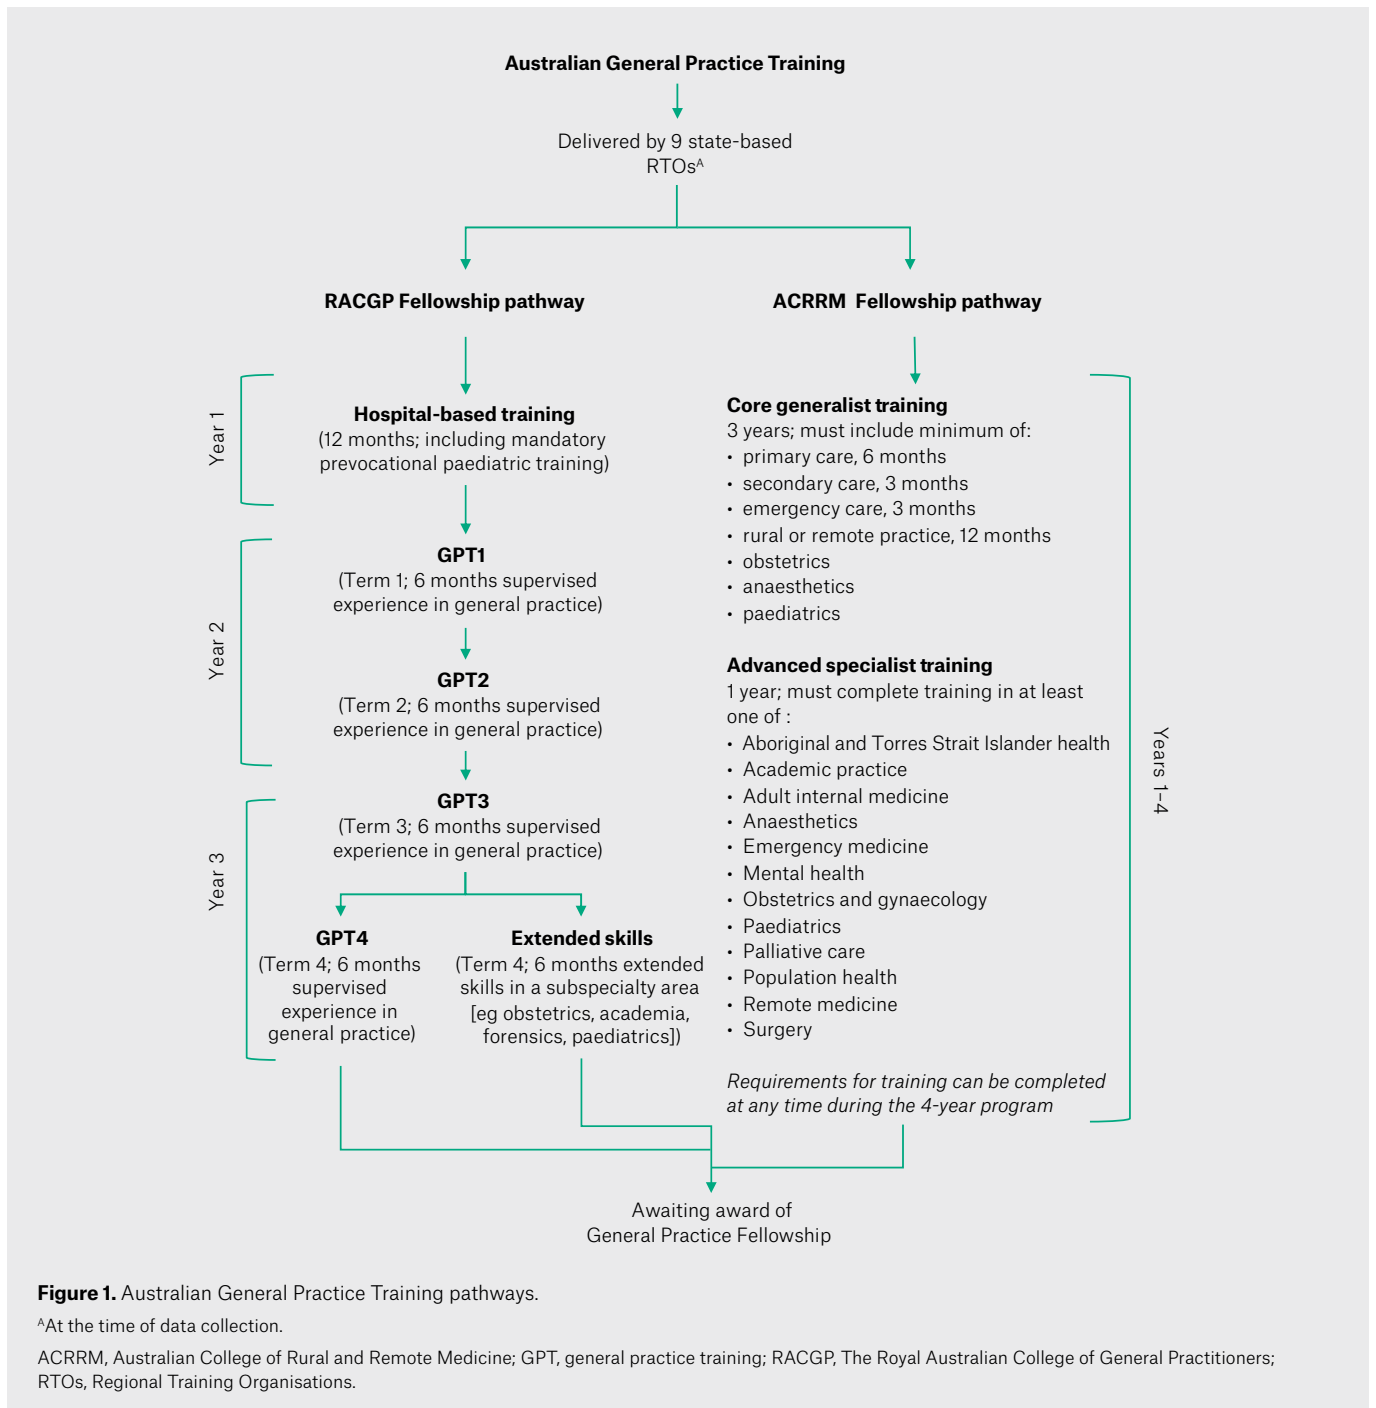 Australian General Practice Training
Delivered by 9 state-based
RTOsA
RACGP Fellowship pathway
Year 1
Hospital-based training
(12 months; including mandatory
prevocational paediatric training)
Year 2
GPT1
(Term 1; 6 months supervised
experience in general practice)
GPT2
(Term 2; 6 months supervised
experience in general practice)
Year 3
GPT3
(Term 3; 6 months supervised
experience in general practice)
GPT4
(Term 4; 6 months
supervised
experience in
general practice)
Extended skills
(Term 4; 6 months extended
skills in a subspecialty area
[eg obstetrics, academia,
forensics, paediatrics])
ACRRM Fellowship pathway
Core generalist training
3 years; must include minimum of:
• primary care, 6 months
• secondary care, 3 months
• emergency care, 3 months
• rural or remote practice, 12 months
• obstetrics
• anaesthetics
• paediatrics
Advanced specialist training
1 year; must complete training in at least
one of :
• Aboriginal and Torres Strait Islander health
• Academic practice
• Adult internal medicine
• Anaesthetics
• Emergency medicine
• Mental health
• Obstetrics and gynaecology
• Paediatrics
• Palliative care
• Population health
• Remote medicine
• Surgery
Requirements for training can be completed
at any time during the 4-year program
Years 1–4
Awaiting award of
General Practice Fellowship
Figure 1. Australian General Practice Training pathways.
AAt the time of data collection.
ACRRM, Australian College of Rural and Remote Medicine; GPT, general practice training; RACGP, The Royal Australian College of General Practitioners;
RTOs, Regional Training Organisations.